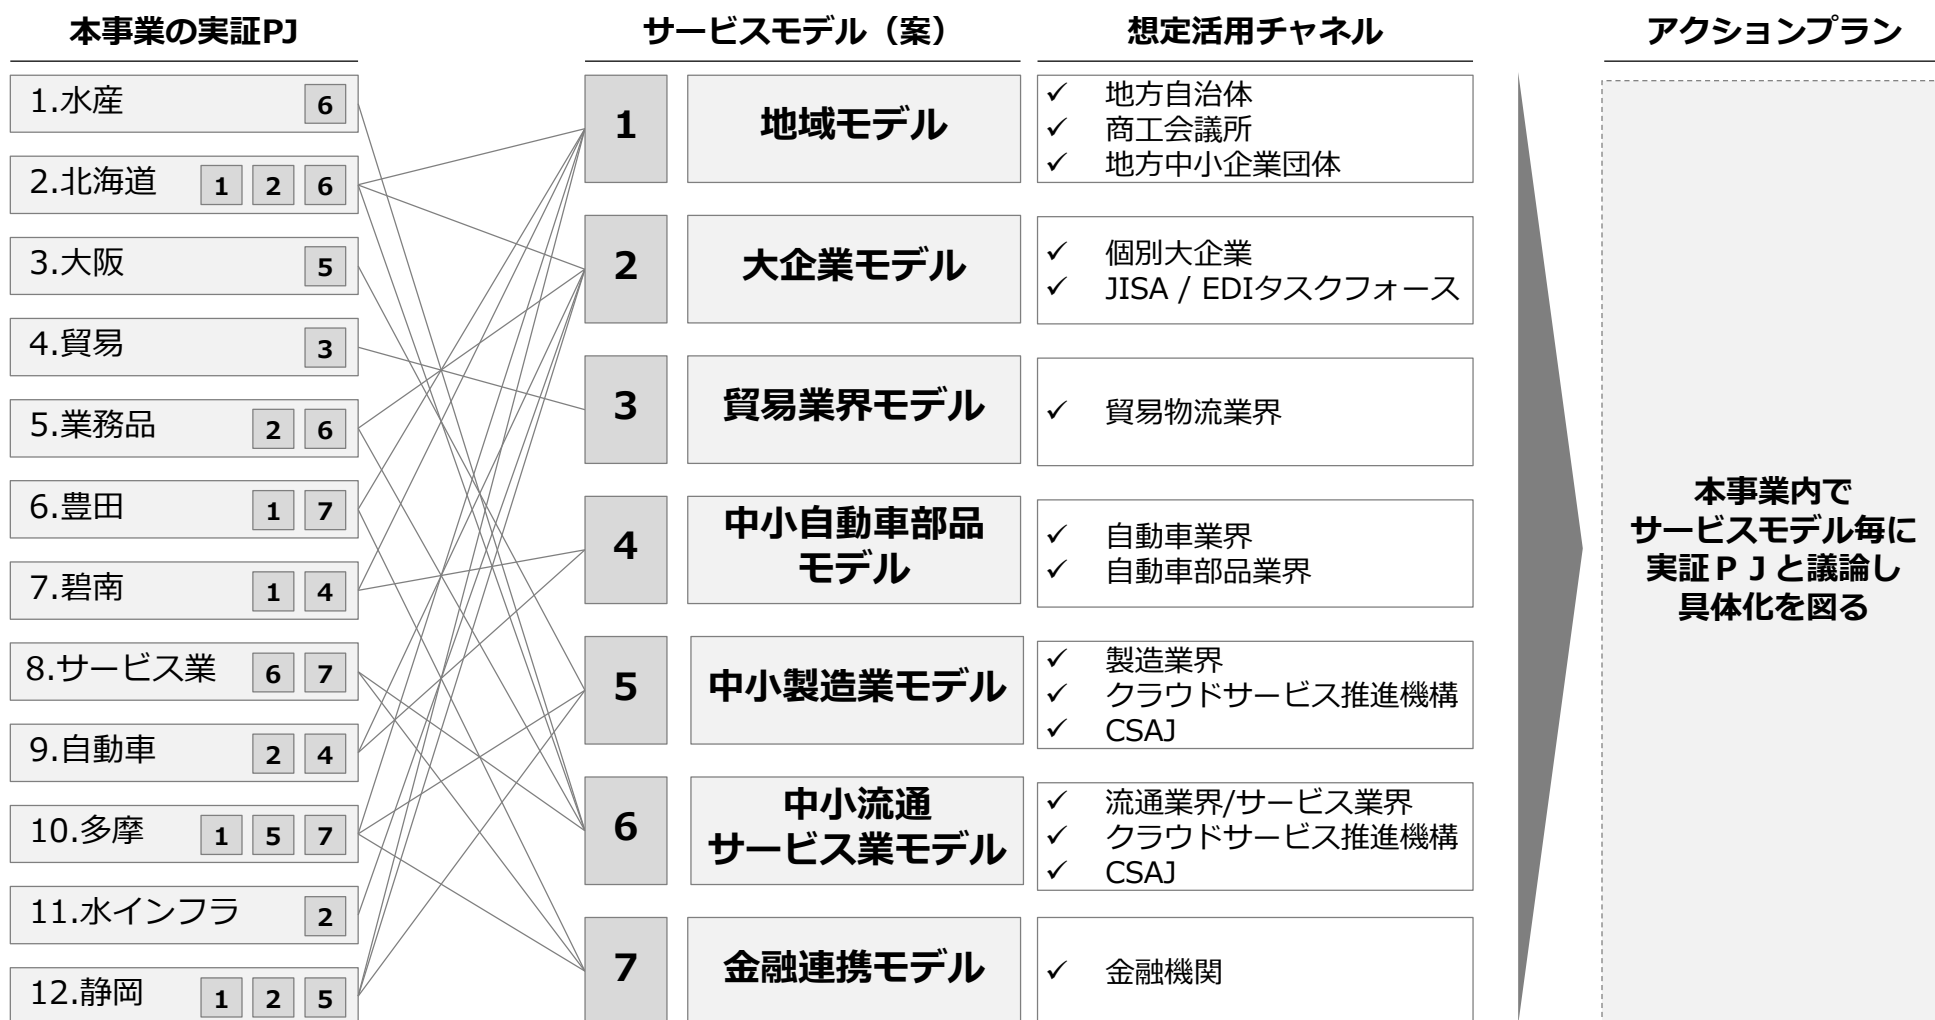 本事業の実証PJ
サービスモデル（案）
想定活用チャネル
アクションプラン
1.水産 6
2.北海道 1 2 6
3.大阪 5
4.貿易 3
5.業務品 2 6
6.豊田 1 7
7.碧南 1 4
8.サービス業 6 7
9.自動車 2 4
10.多摩 1 5 7
11.水インフラ 2
12.静岡 1 2 5
1 地域モデル
✓ 地方自治体
✓ 商工会議所
✓ 地方中小企業団体
2 大企業モデル
✓ 個別大企業
✓ JISA / EDIタスクフォース
3 貿易業界モデル
✓ 貿易物流業界
4 中小自動車部品
モデル
✓ 自動車業界
✓ 自動車部品業界
5 中小製造業モデル
✓ 製造業界
✓ クラウドサービス推進機構
✓ CSAJ
6 中小流通
サービス業モデル
✓ 流通業界/サービス業界
✓ クラウドサービス推進機構
✓ CSAJ
7 金融連携モデル
✓ 金融機関
本事業内で
サービスモデル毎に
実証ＰＪと議論し
具体化を図る